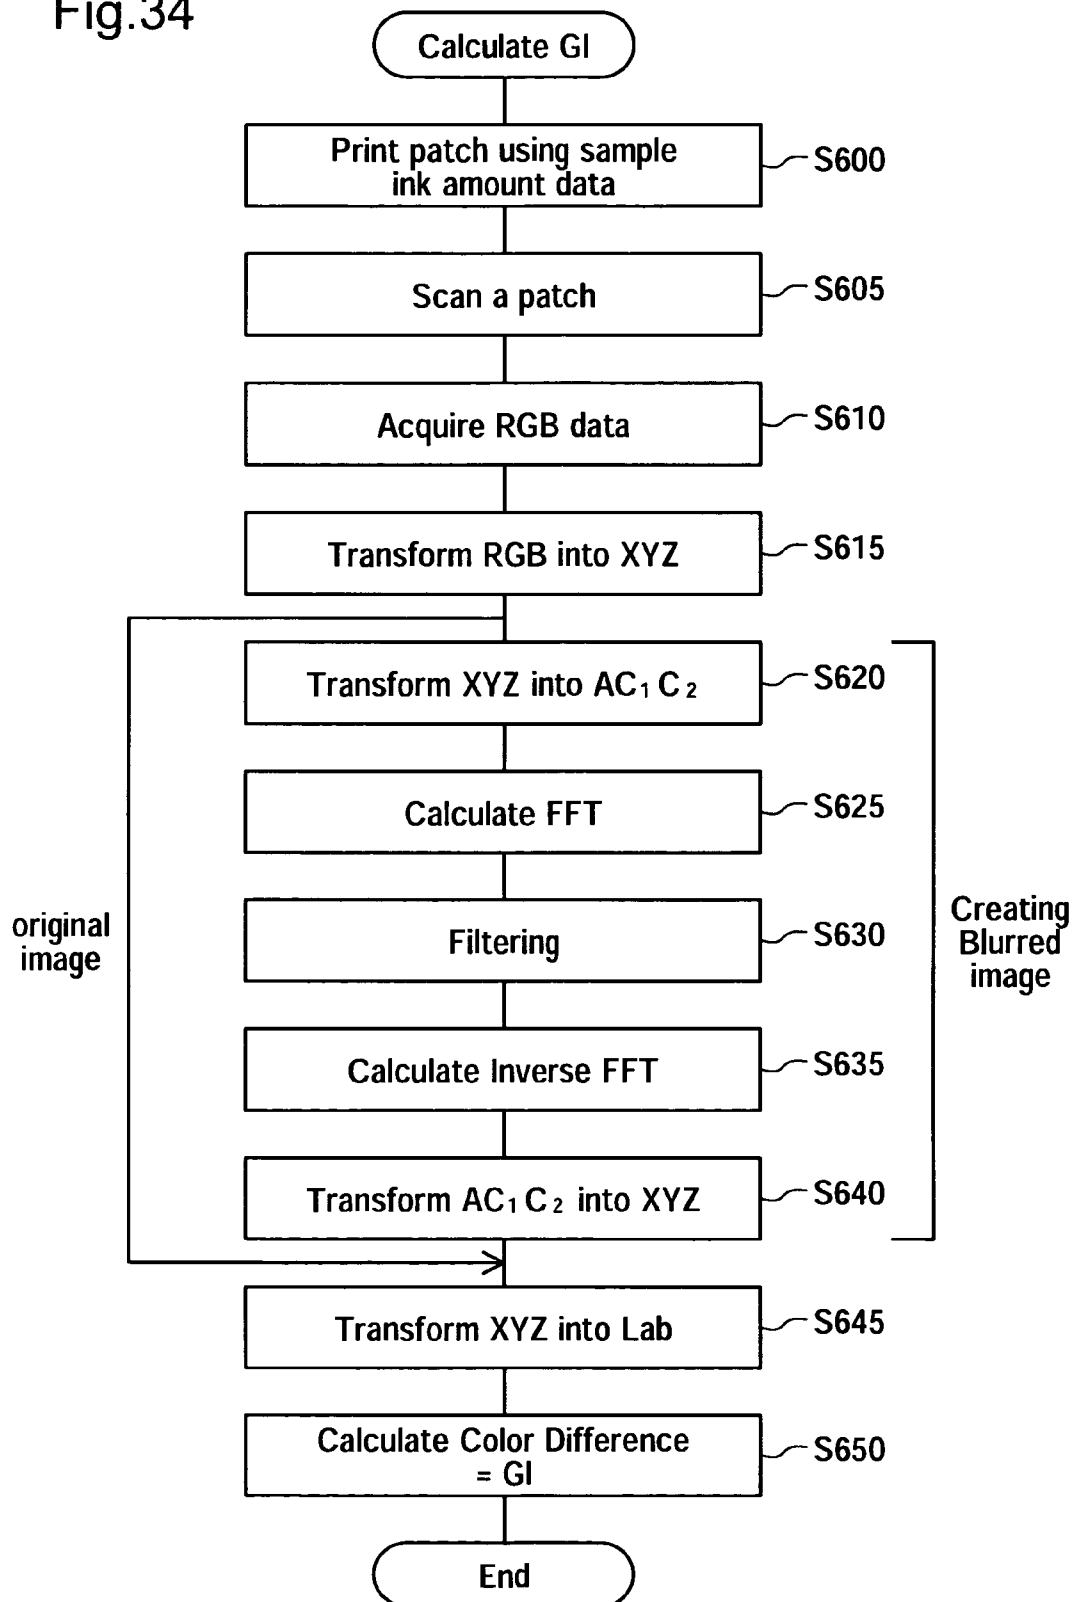 Fig.34
Calculate GI
Print patch using sample
ink amount data
S600
Scan a patch
S605
Acquire RGB data
S610
Transform RGB into XYZ
S615
Transform XYZ into AC₁C₂
S620
Calculate FFT
S625
Filtering
S630
original
image
Creating
Blurred
image
Calculate Inverse FFT
S635
Transform AC₁C₂ into XYZ
S640
Transform XYZ into Lab
S645
Calculate Color Difference
= GI
S650
End